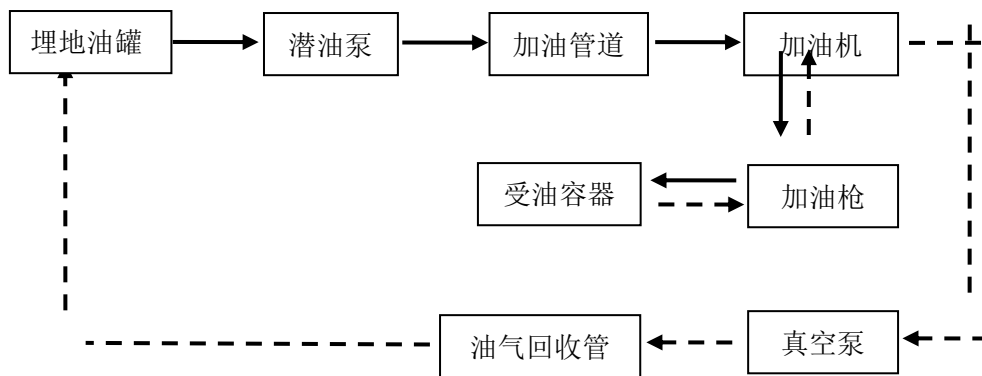 埋地油罐
潜油泵
加油管道
加油机
受油容器
加油枪
油气回收管
真空泵